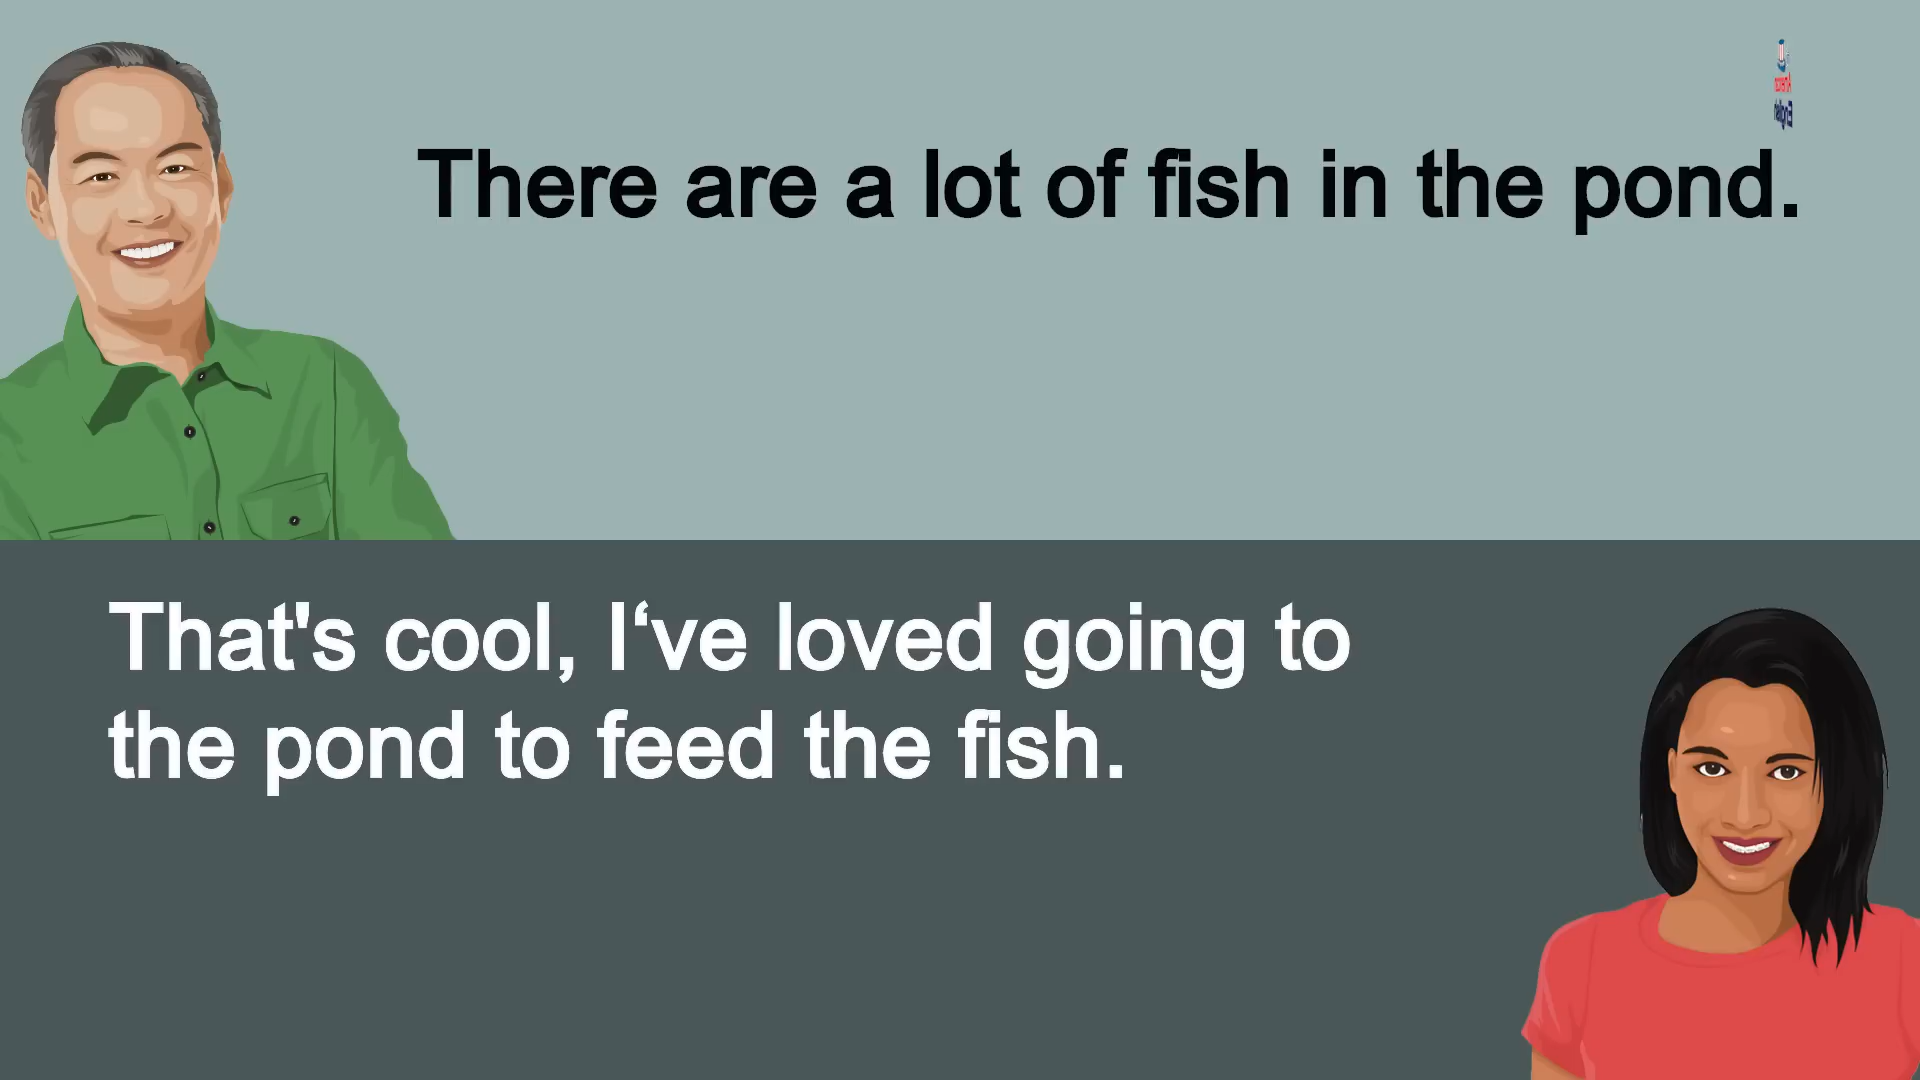 There are a lot of fish in the pond.
That's cool, I‘ve loved going to
the pond to feed the fish.